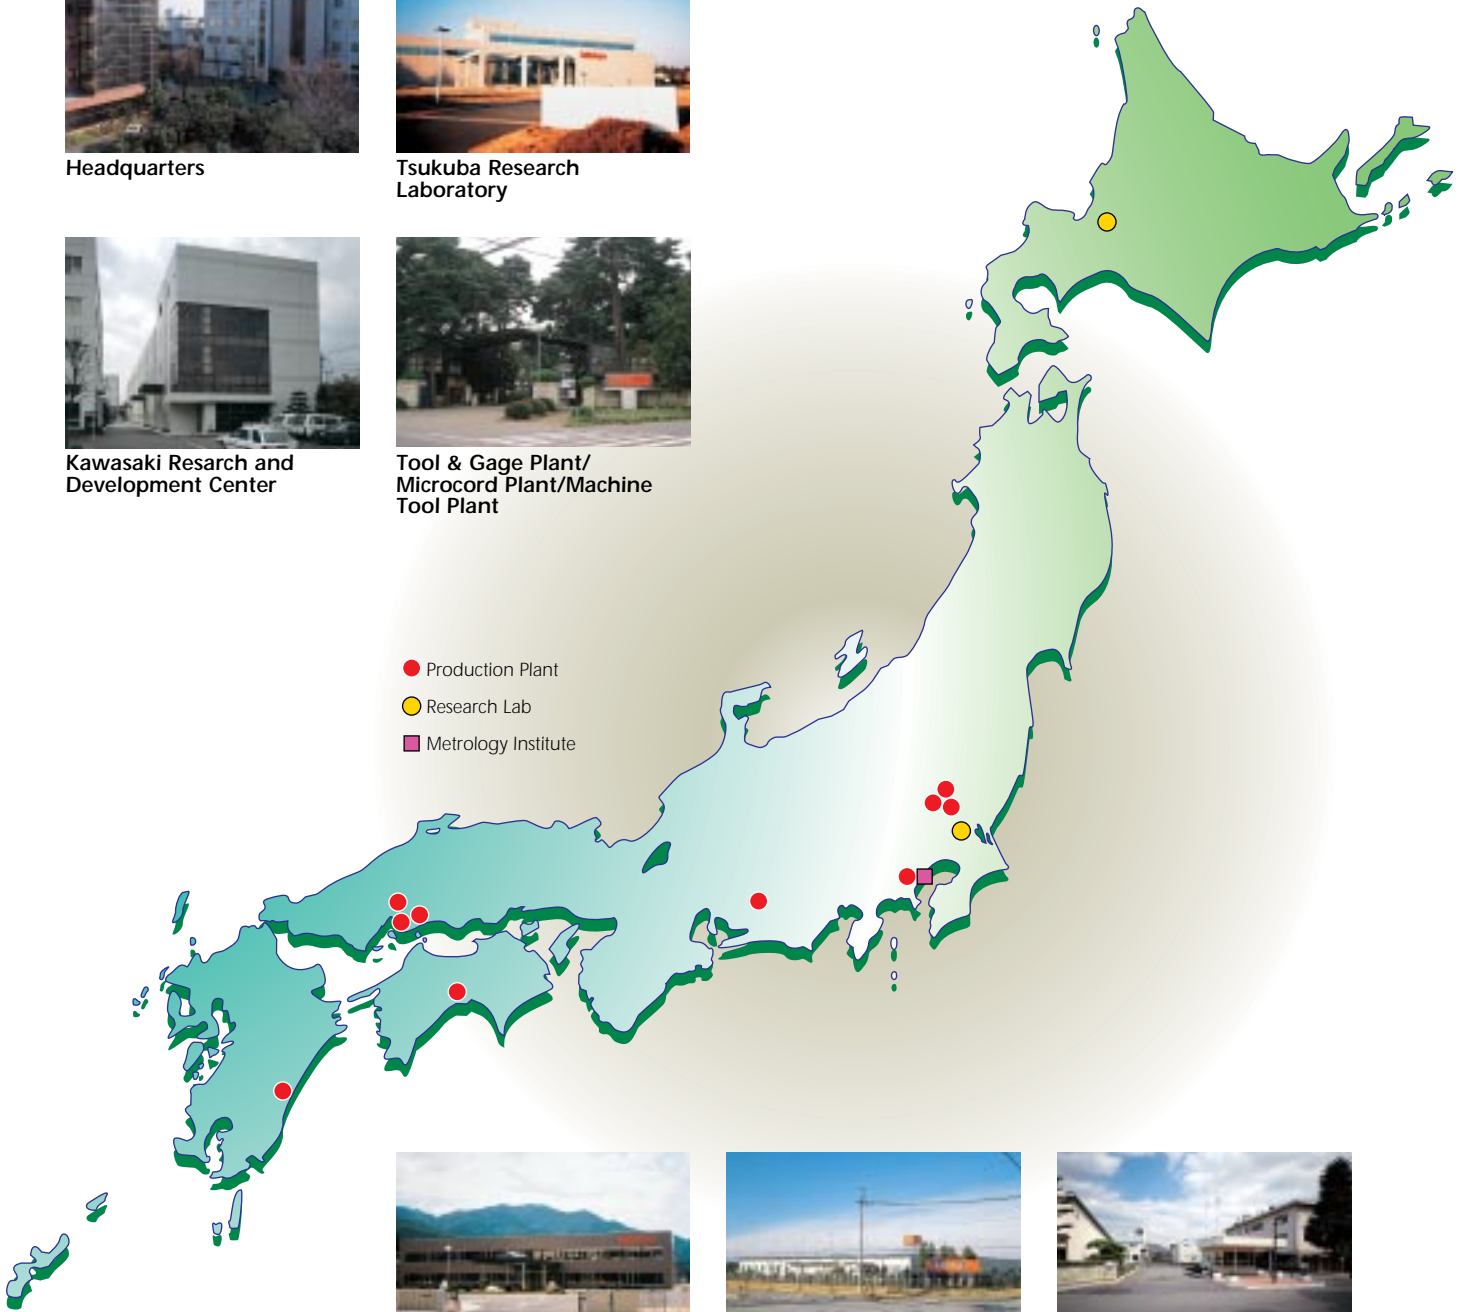 Headquarters
Tsukuba Research
Laboratory
Kawasaki Resarch and
Development Center
Tool & Gage Plant/
Microcord Plant/Machine
Tool Plant
Production Plant
Research Lab
Metrology Institute